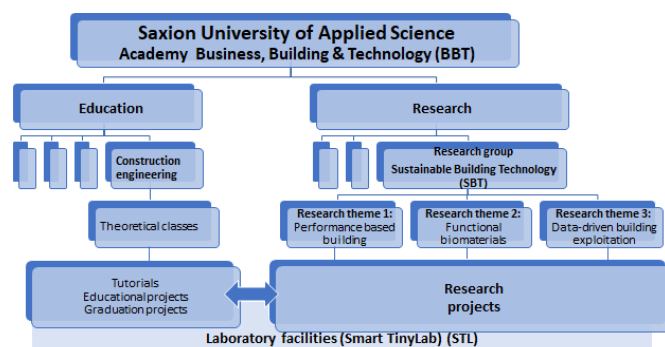 Saxion University of Applied Science
Academy Business, Building & Technology (BBT)
Education
Research
Construction
engineering
Research group
Sustainable Building Technology
(SBT)
Theoretical classes
Research theme 1:
Performance based
building
Research theme 2:
Functional
biomaterials
Research theme 3:
Data-driven building
exploitation
Tutorials
Educational projects
Graduation projects
Research
projects
Laboratory facilities (Smart TinyLab) (STL)